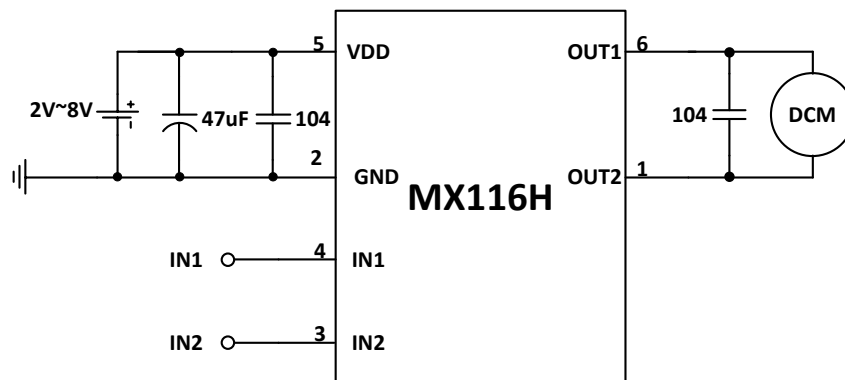 5 VDD OUT1 6
2V~8V + - 47uF 104 104 DCM
2 GND OUT2 1
MX116H
IN1 4 IN1
IN2 3 IN2